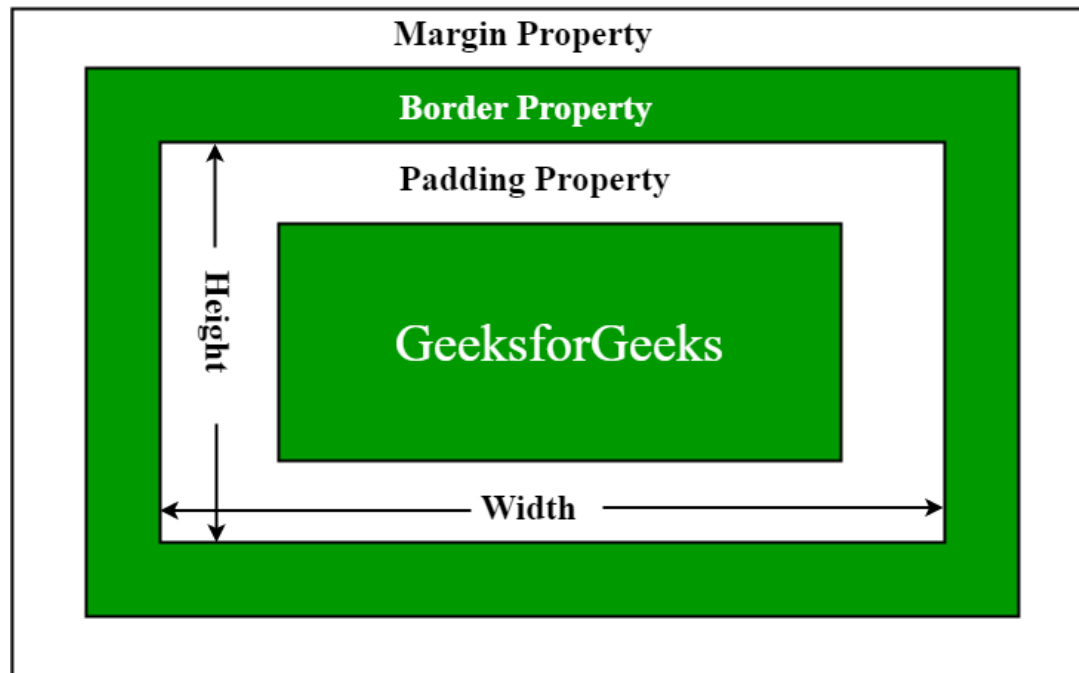 Margin Property
Border Property
Padding Property
Height
GeeksforGeeks
Width